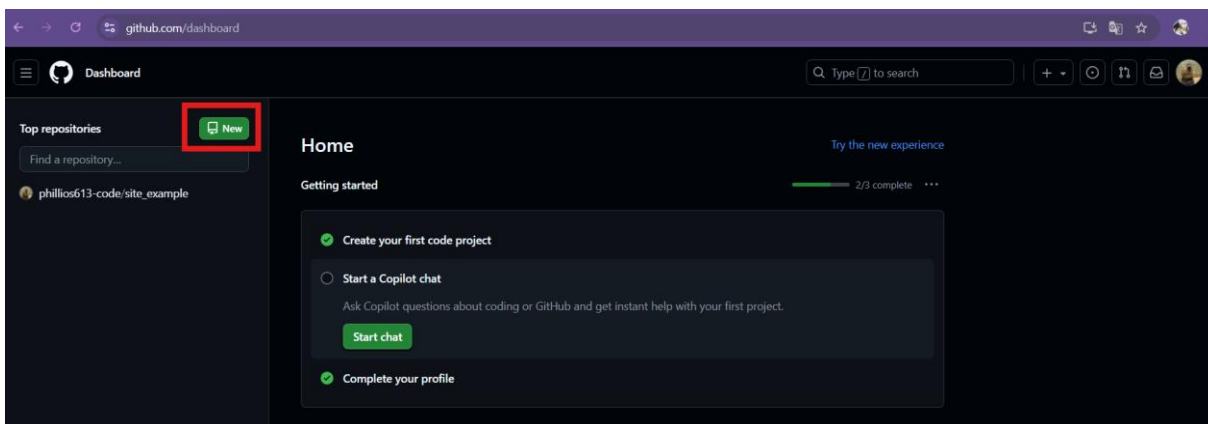 github.com/dashboard
Dashboard
Type / to search
Top repositories
New
Find a repository...
phillios613-code/site_example
Home
Try the new experience
Getting started
2/3 complete
Create your first code project
Start a Copilot chat
Ask Copilot questions about coding or GitHub and get instant help with your first project.
Start chat
Complete your profile